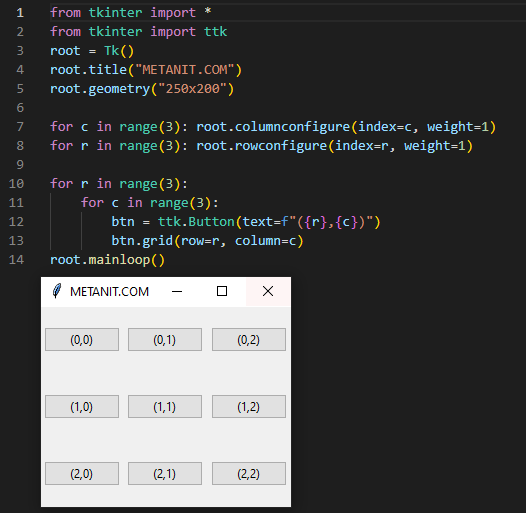 1 from tkinter import *
2 from tkinter import ttk
3 root = Tk()
4 root.title("METANIT.COM")
5 root.geometry("250x200")
6
7 for c in range(3): root.columnconfigure(index=c, weight=1)
8 for r in range(3): root.rowconfigure(index=r, weight=1)
9
10 for r in range(3):
11     for c in range(3):
12         btn = ttk.Button(text=f"({r},{c})")
13         btn.grid(row=r, column=c)
14 root.mainloop()
METANIT.COM
(0,0) (0,1) (0,2)
(1,0) (1,1) (1,2)
(2,0) (2,1) (2,2)